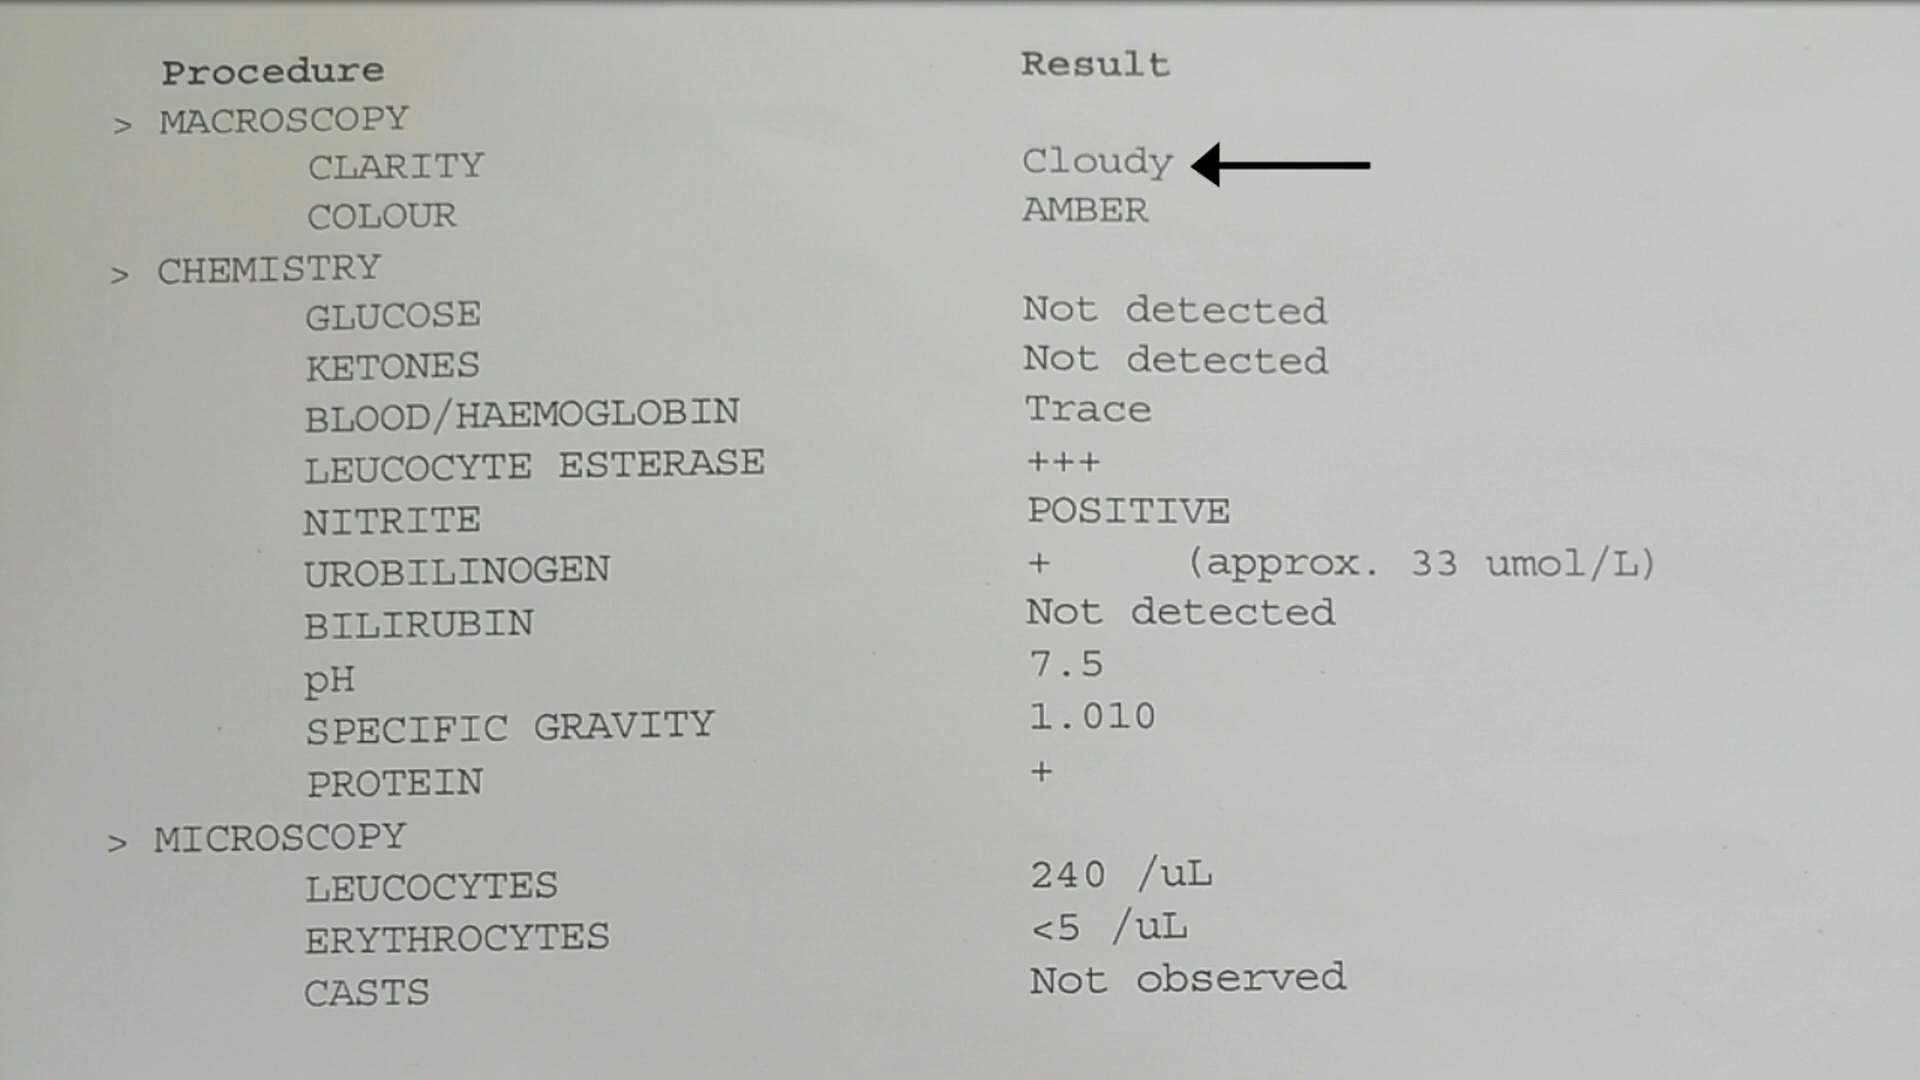 Procedure Result
> MACROSCOPY
CLARITY Cloudy
COLOUR AMBER
> CHEMISTRY
GLUCOSE Not detected
KETONES Not detected
BLOOD/HAEMOGLOBIN Trace
LEUCOCYTE ESTERASE +++
NITRITE POSITIVE
UROBILINOGEN + (approx. 33 umol/L)
BILIRUBIN Not detected
pH 7.5
SPECIFIC GRAVITY 1.010
PROTEIN +
> MICROSCOPY
LEUCOCYTES 240 /uL
ERYTHROCYTES <5 /uL
CASTS Not observed